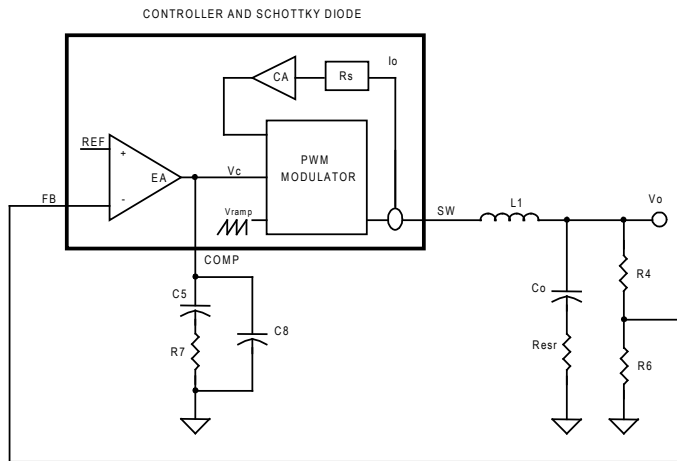 CONTROLLER AND SCHOTTKY DIODE
Io
CA
Rs
REF
+
EA
-
Vc
PWM
MODULATOR
FB
Vramp
SW
L1
Vo
COMP
R4
C5
Co
C8
R7
Resr
R6